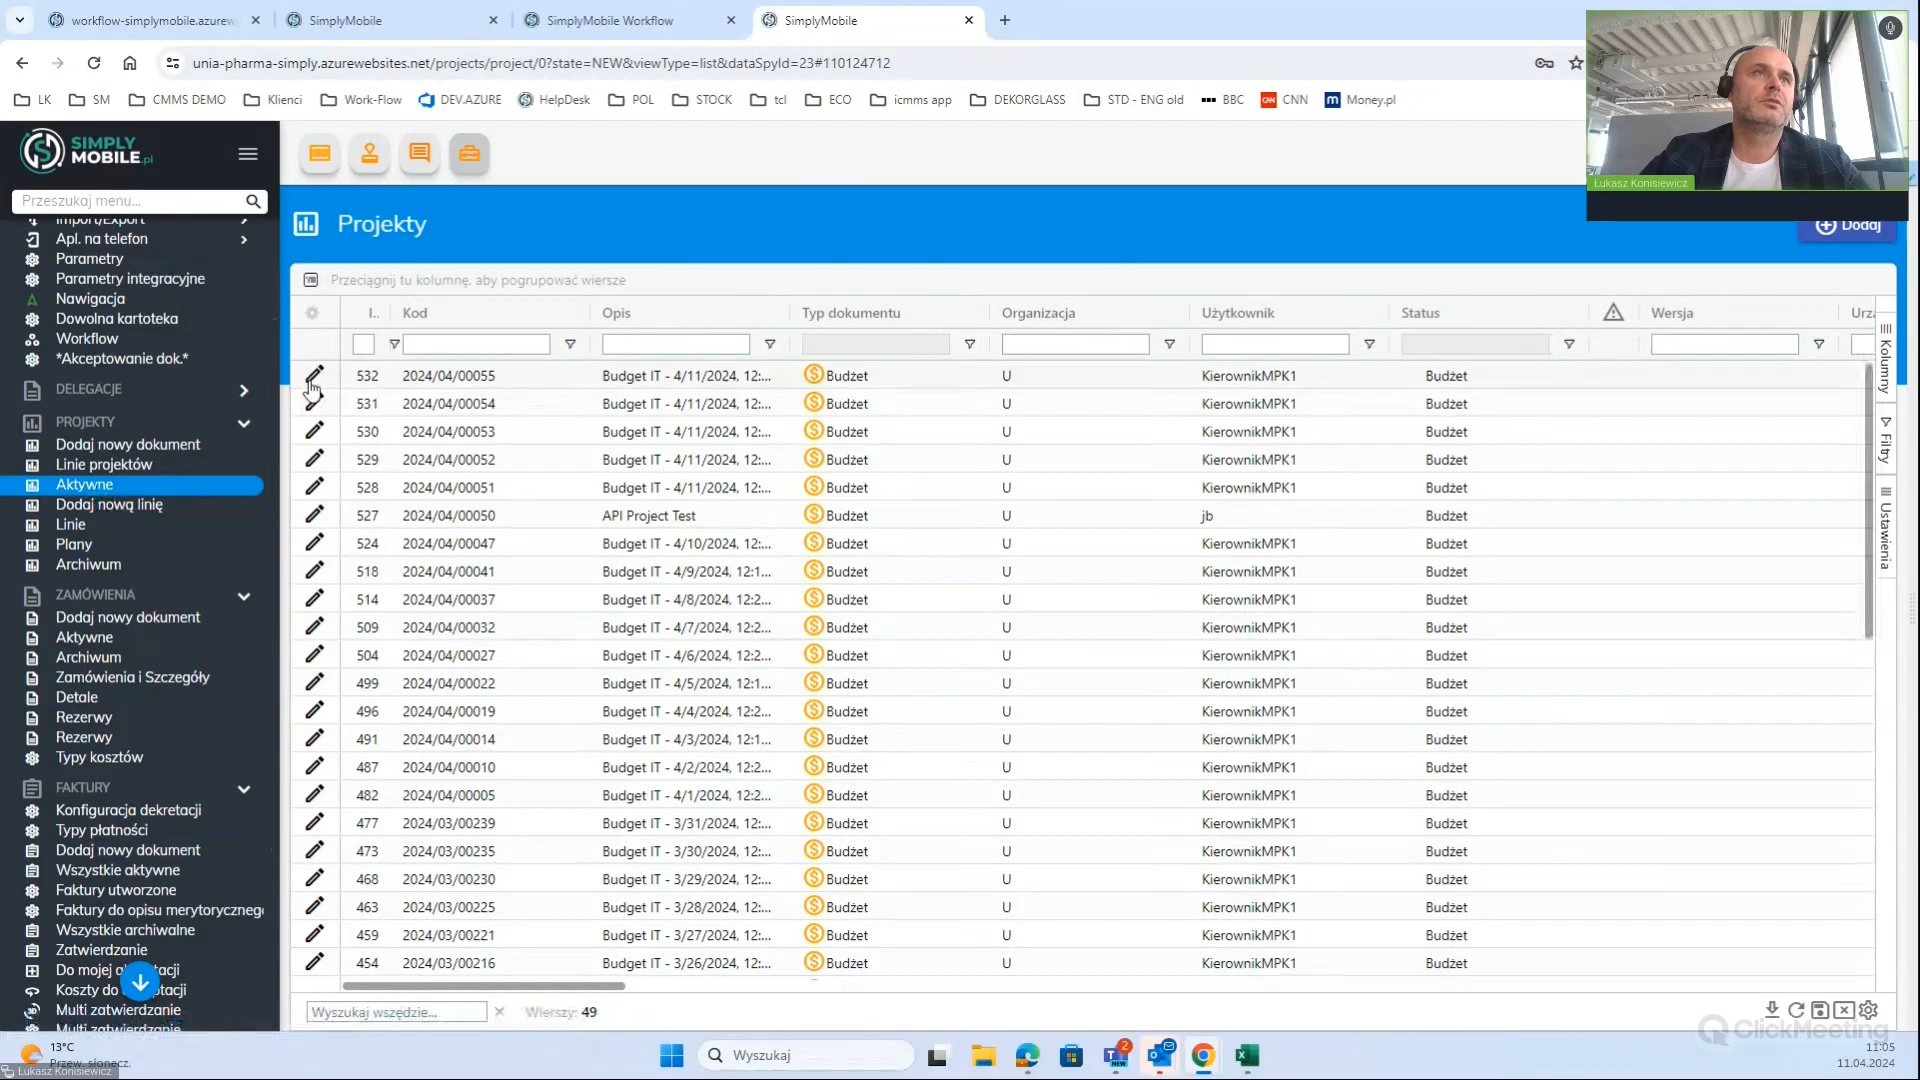 workflow-simplymobile.azurew
SimplyMobile
SimplyMobile Workflow
SimplyMobile
unia-pharma-simply.azurewebsites.net/projects/project/0?state=NEW&viewType=list&dataSpyId=23#110124712
LK SM CMMS DEMO Klienci Work-Flow DEV.AZURE HelpDesk POL STOCK tcl ECO icmms app DEKORGLASS STD - ENG old BBC CNN Money.pl
Łukasz Konisiewicz
SIMPLY
MOBILE.pl
Przeszukaj menu...
Import/Export
Apl. na telefon
Parametry
Parametry integracyjne
Nawigacja
Dowolna kartoteka
Workflow
*Akceptowanie dok.*
DELEGACJE
PROJEKTY
Dodaj nowy dokument
Linie projektów
Aktywne
Dodaj nową linię
Linie
Plany
Archiwum
ZAMÓWIENIA
Dodaj nowy dokument
Aktywne
Archiwum
Zamówienia i Szczegóły
Detale
Rezerwy
Rezerwy
Typy kosztów
FAKTURY
Konfiguracja dekretacji
Typy płatności
Dodaj nowy dokument
Wszystkie aktywne
Faktury utworzone
Faktury do opisu merytoryczneg
Wszystkie archiwalne
Zatwierdzanie
Do mojej
Koszty do
Multi zatwierdzanie
Multi zatwierdzanie
Projekty
Dodaj
Przeciągnij tu kolumnę, aby pogrupować wiersze
I.. Kod Opis Typ dokumentu Organizacja Użytkownik Status Wersja Urz
532 2024/04/00055 Budget IT - 4/11/2024, 12:... Budżet U KierownikMPK1 Budżet
531 2024/04/00054 Budget IT - 4/11/2024, 12:... Budżet U KierownikMPK1 Budżet
530 2024/04/00053 Budget IT - 4/11/2024, 12:... Budżet U KierownikMPK1 Budżet
529 2024/04/00052 Budget IT - 4/11/2024, 12:... Budżet U KierownikMPK1 Budżet
528 2024/04/00051 Budget IT - 4/11/2024, 12:... Budżet U KierownikMPK1 Budżet
527 2024/04/00050 API Project Test Budżet U jb Budżet
524 2024/04/00047 Budget IT - 4/10/2024, 12:... Budżet U KierownikMPK1 Budżet
518 2024/04/00041 Budget IT - 4/9/2024, 12:1... Budżet U KierownikMPK1 Budżet
514 2024/04/00037 Budget IT - 4/8/2024, 12:2... Budżet U KierownikMPK1 Budżet
509 2024/04/00032 Budget IT - 4/7/2024, 12:2... Budżet U KierownikMPK1 Budżet
504 2024/04/00027 Budget IT - 4/6/2024, 12:2... Budżet U KierownikMPK1 Budżet
499 2024/04/00022 Budget IT - 4/5/2024, 12:1... Budżet U KierownikMPK1 Budżet
496 2024/04/00019 Budget IT - 4/4/2024, 12:2... Budżet U KierownikMPK1 Budżet
491 2024/04/00014 Budget IT - 4/3/2024, 12:1... Budżet U KierownikMPK1 Budżet
487 2024/04/00010 Budget IT - 4/2/2024, 12:2... Budżet U KierownikMPK1 Budżet
482 2024/04/00005 Budget IT - 4/1/2024, 12:2... Budżet U KierownikMPK1 Budżet
477 2024/03/00239 Budget IT - 3/31/2024, 12:... Budżet U KierownikMPK1 Budżet
473 2024/03/00235 Budget IT - 3/30/2024, 12:... Budżet U KierownikMPK1 Budżet
468 2024/03/00230 Budget IT - 3/29/2024, 12:... Budżet U KierownikMPK1 Budżet
463 2024/03/00225 Budget IT - 3/28/2024, 12:... Budżet U KierownikMPK1 Budżet
459 2024/03/00221 Budget IT - 3/27/2024, 12:... Budżet U KierownikMPK1 Budżet
454 2024/03/00216 Budget IT - 3/26/2024, 12:... Budżet U KierownikMPK1 Budżet
Kolumny
Filtry
Ustawienia
Wyszukaj wszędzie... Wierszy: 49
ClickMeeting
13°C
Przew. słonecz.
Łukasz Konisiewicz
Wyszukaj
NEW
2
11:05
11.04.2024